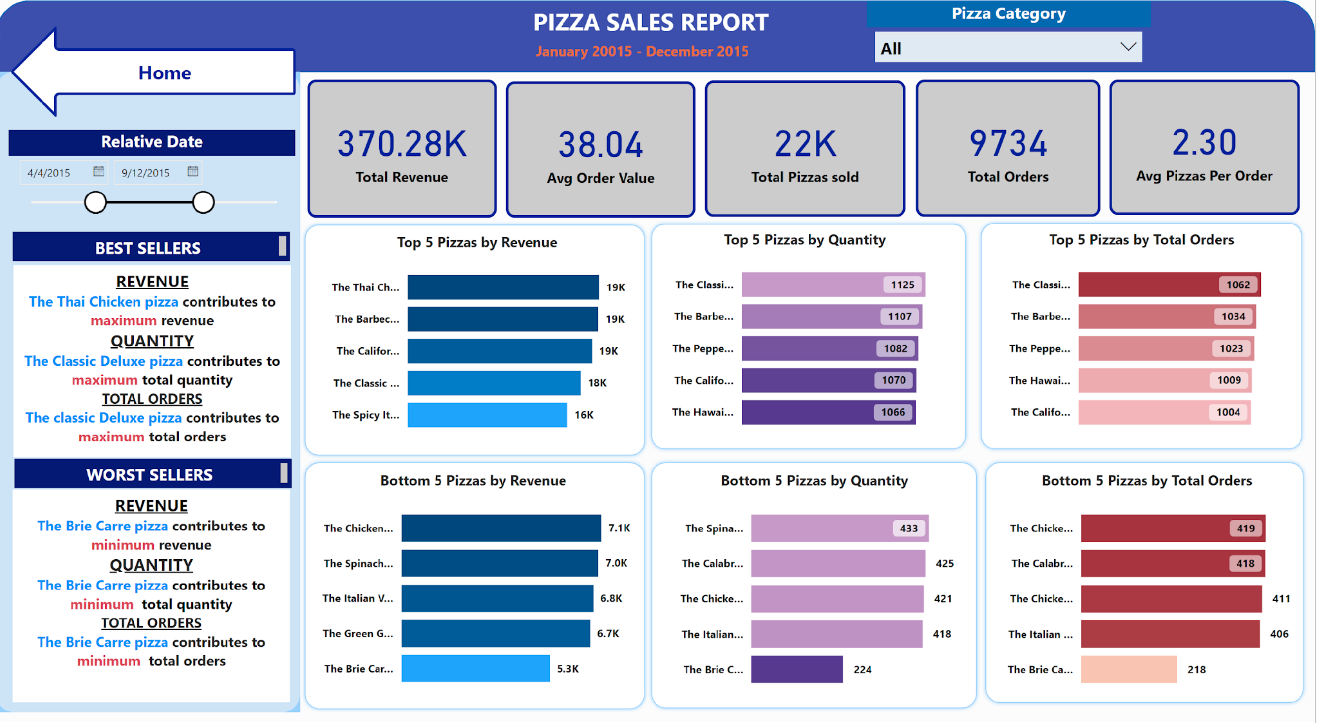 PIZZA SALES REPORT
January 20015 - December 2015
Pizza Category
All
Home
Relative Date
4/4/2015
9/12/2015
370.28K
Total Revenue
38.04
Avg Order Value
22K
Total Pizzas sold
9734
Total Orders
2.30
Avg Pizzas Per Order
BEST SELLERS
REVENUE
The Thai Chicken pizza contributes to
maximum revenue
QUANTITY
The Classic Deluxe pizza contributes to
maximum total quantity
TOTAL ORDERS
The classic Deluxe pizza contributes to
maximum total orders
WORST SELLERS
REVENUE
The Brie Carre pizza contributes to
minimum revenue
QUANTITY
The Brie Carre pizza contributes to
minimum total quantity
TOTAL ORDERS
The Brie Carre pizza contributes to
minimum total orders
Top 5 Pizzas by Revenue
The Thai Ch... 19K
The Barbec... 19K
The Califor... 19K
The Classic ... 18K
The Spicy It... 16K
Top 5 Pizzas by Quantity
The Classi... 1125
The Barbe... 1107
The Peppe... 1082
The Califo... 1070
The Hawai... 1066
Top 5 Pizzas by Total Orders
The Classi... 1062
The Barbe... 1034
The Peppe... 1023
The Hawai... 1009
The Califo... 1004
Bottom 5 Pizzas by Revenue
The Chicken... 7.1K
The Spinach... 7.0K
The Italian V... 6.8K
The Green G... 6.7K
The Brie Car... 5.3K
Bottom 5 Pizzas by Quantity
The Spina... 433
The Calabr... 425
The Chicke... 421
The Italian... 418
The Brie C... 224
Bottom 5 Pizzas by Total Orders
The Chicke... 419
The Calabr... 418
The Chicke... 411
The Italian ... 406
The Brie Ca... 218